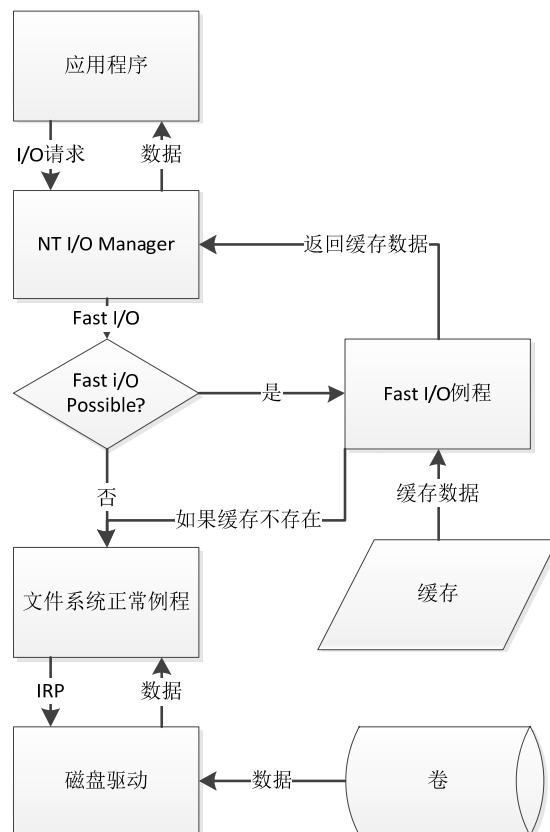 应用程序
I/O请求
数据
NT I/O Manager
返回缓存数据
Fast I/O
Fast i/O
Possible?
是
Fast I/O例程
否
缓存数据
如果缓存不存在
文件系统正常例程
缓存
IRP
数据
磁盘驱动
数据
卷